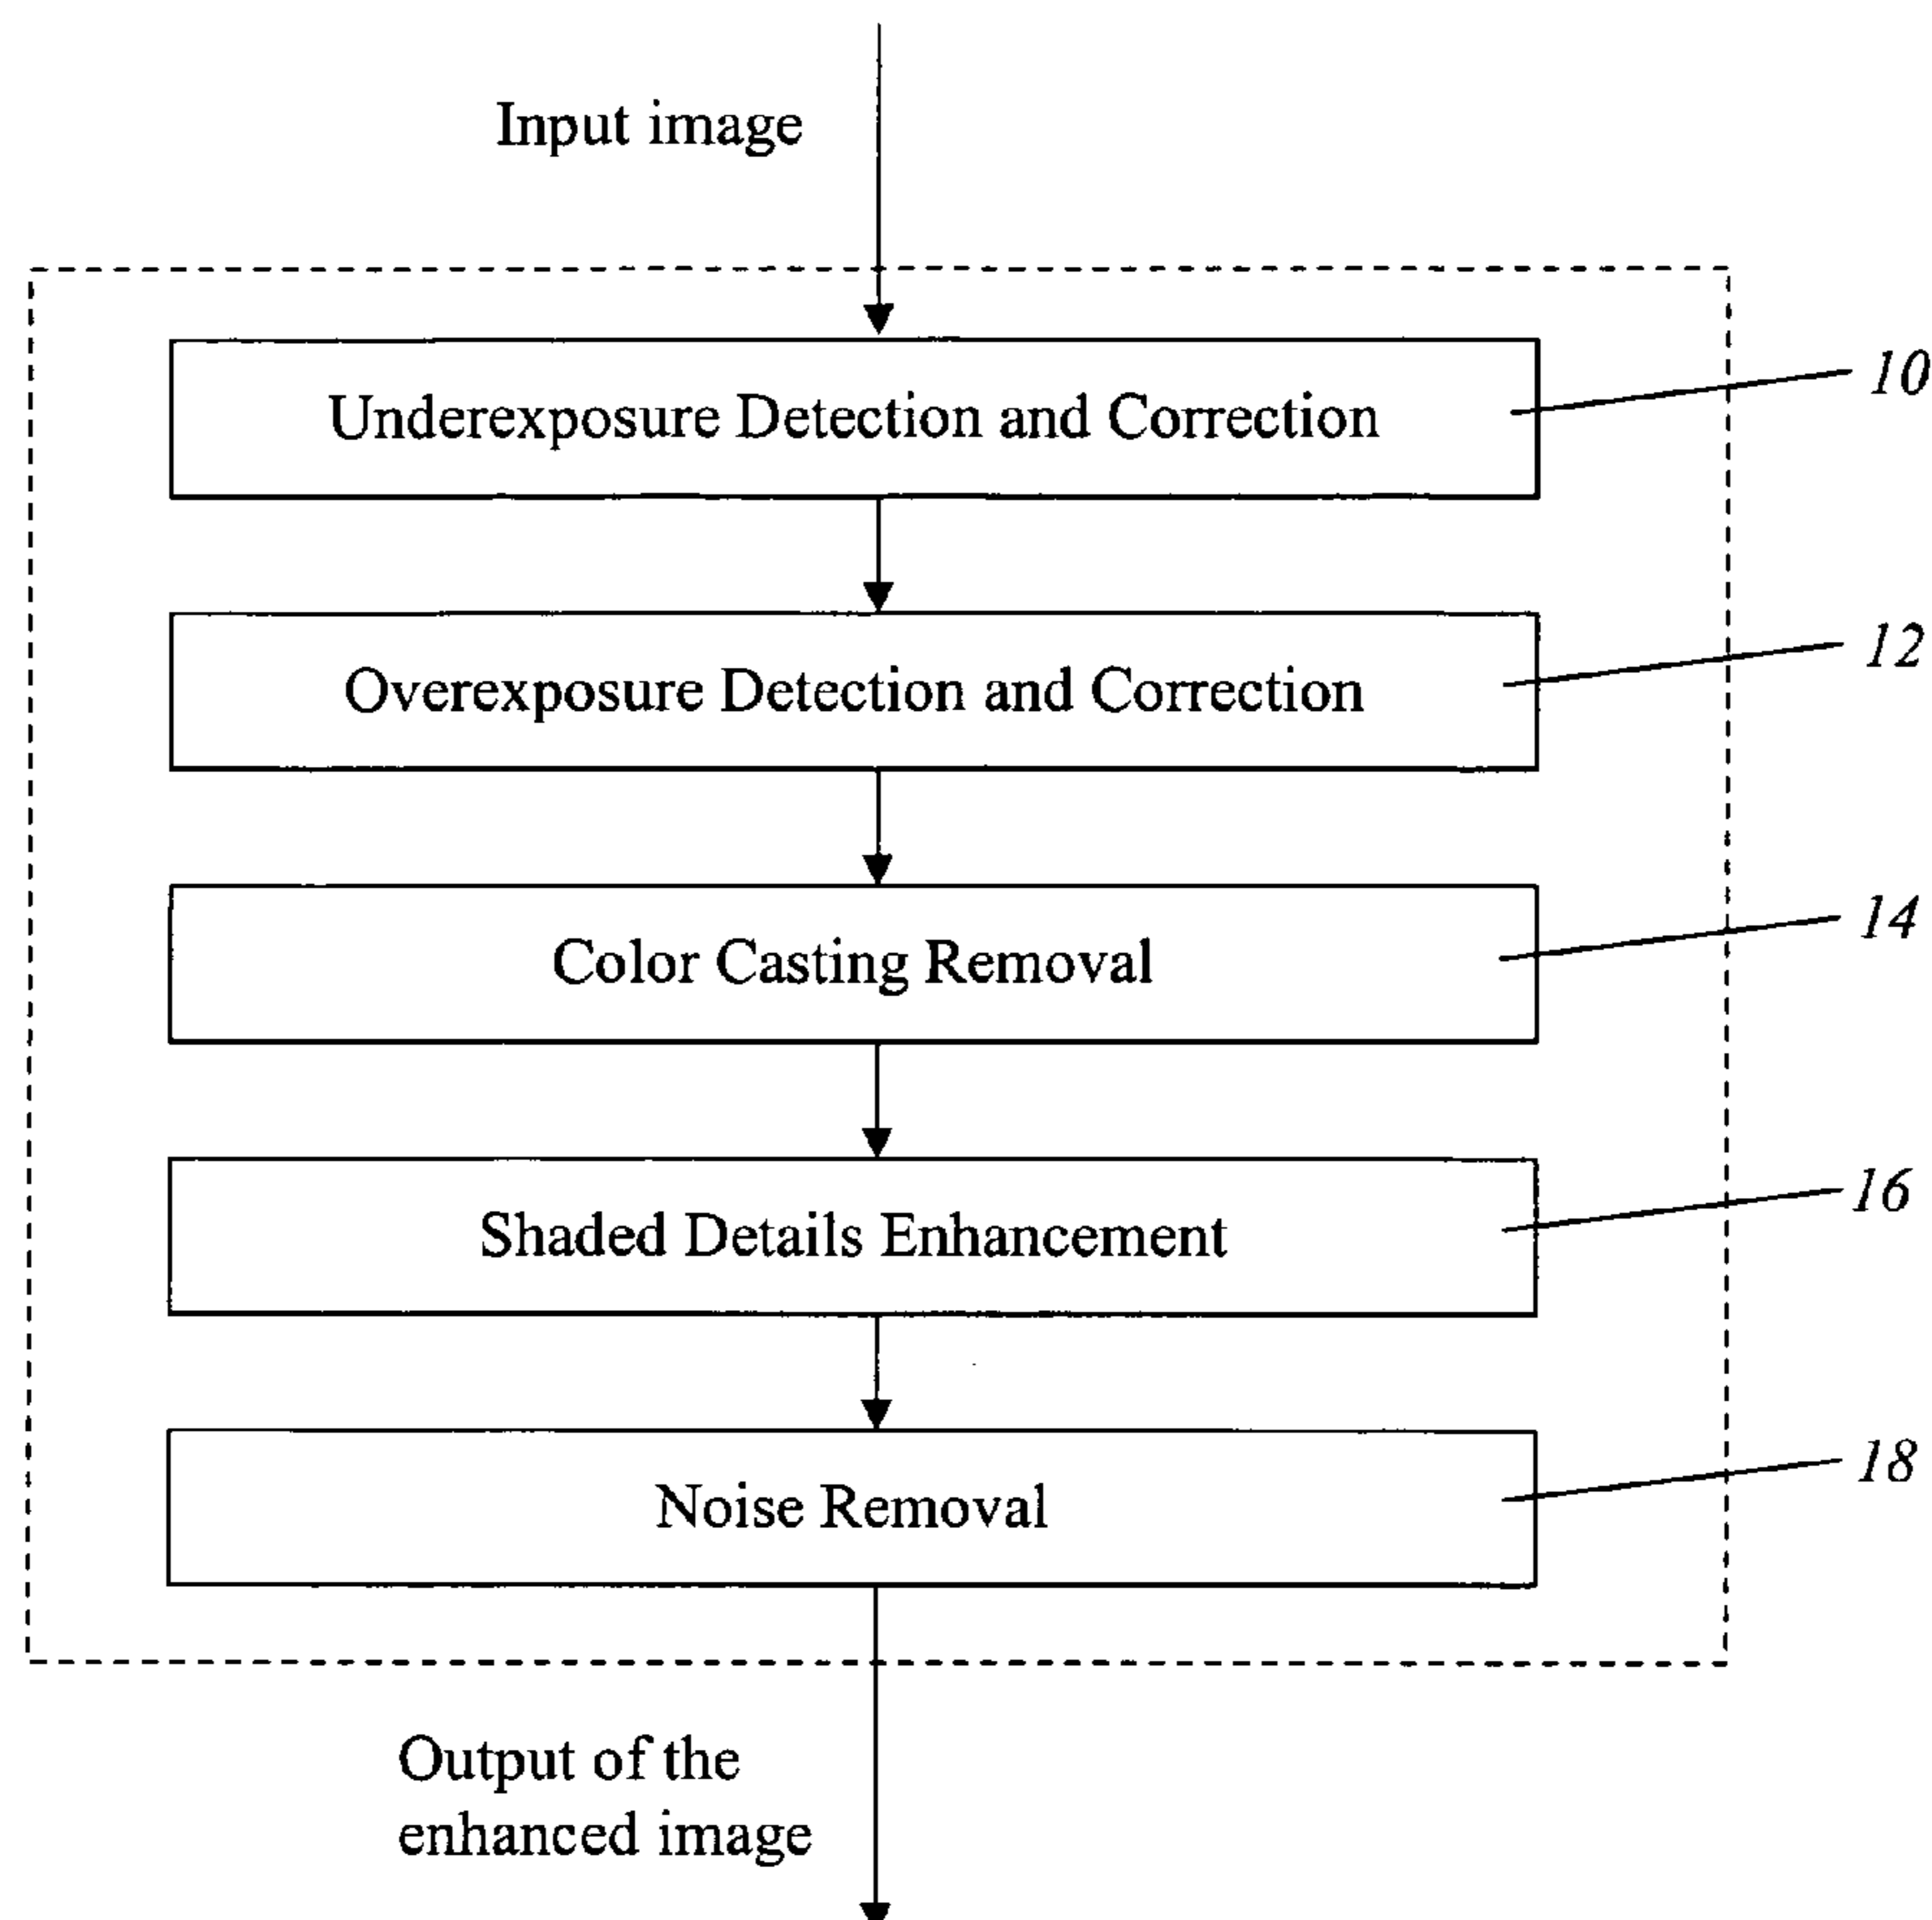 Input image
Underexposure Detection and Correction
10
Overexposure Detection and Correction
12
Color Casting Removal
14
Shaded Details Enhancement
16
Noise Removal
18
Output of the
enhanced image